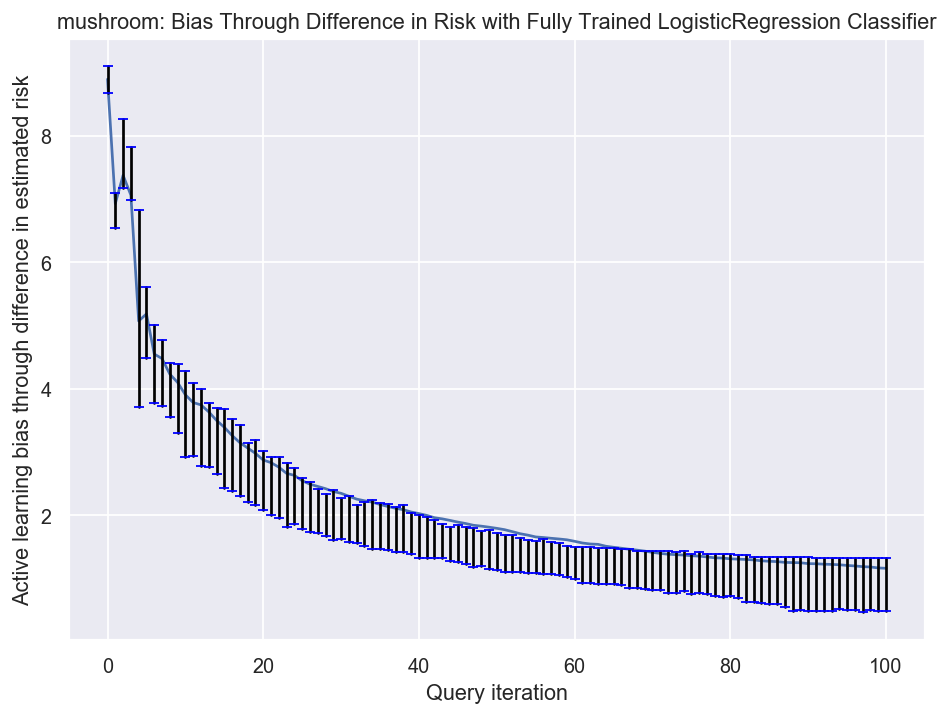 mushroom: Bias Through Difference in Risk with Fully Trained LogisticRegression Classifier
Active learning bias through difference in estimated risk
8
6
4
2
0 20 40 60 80 100
Query iteration